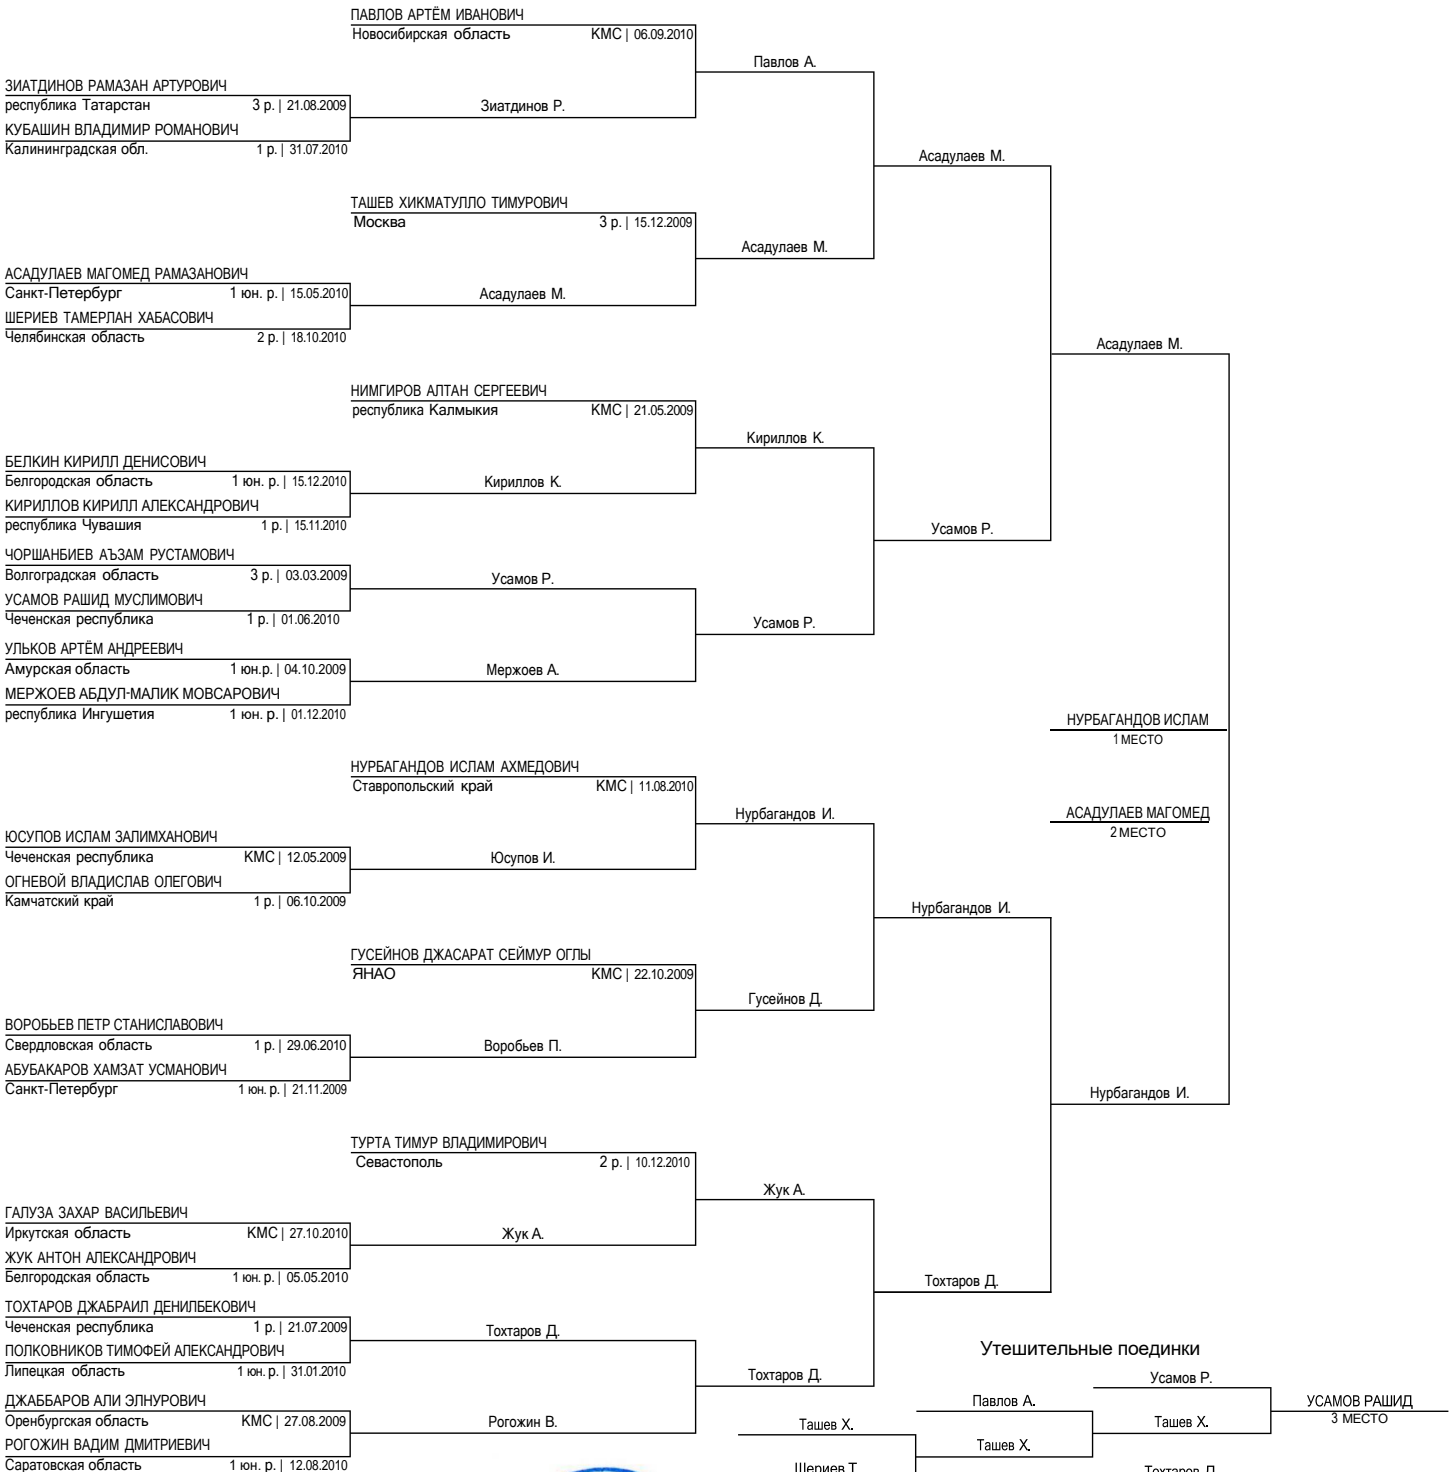 ПАВЛОВ АРТЁМ ИВАНОВИЧ
Новосибирская область КМС | 06.09.2010
Павлов А.
ЗИАТДИНОВ РАМАЗАН АРТУРОВИЧ
республика Татарстан 3 р. | 21.08.2009
Зиатдинов Р.
КУБАШИН ВЛАДИМИР РОМАНОВИЧ
Калининградская обл. 1 р. | 31.07.2010
Асадулаев М.
ТАШЕВ ХИКМАТУЛЛО ТИМУРОВИЧ
Москва 3 р. | 15.12.2009
Асадулаев М.
АСАДУЛАЕВ МАГОМЕД РАМАЗАНОВИЧ
Санкт-Петербург 1 юн. р. | 15.05.2010
Асадулаев М.
ШЕРИЕВ ТАМЕРЛАН ХАБАСОВИЧ
Челябинская область 2 р. | 18.10.2010
Асадулаев М.
НИМГИРОВ АЛТАН СЕРГЕЕВИЧ
республика Калмыкия КМС | 21.05.2009
Кириллов К.
БЕЛКИН КИРИЛЛ ДЕНИСОВИЧ
Белгородская область 1 юн. р. | 15.12.2010
Кириллов К.
КИРИЛЛОВ КИРИЛЛ АЛЕКСАНДРОВИЧ
республика Чувашия 1 р. | 15.11.2010
Усамов Р.
ЧОРШАНБИЕВ АЪЗАМ РУСТАМОВИЧ
Волгоградская область 3 р. | 03.03.2009
Усамов Р.
УСАМОВ РАШИД МУСЛИМОВИЧ
Чеченская республика 1 р. | 01.06.2010
Усамов Р.
УЛЬКОВ АРТЁМ АНДРЕЕВИЧ
Амурская область 1 юн.р. | 04.10.2009
Мержоев А.
МЕРЖОЕВ АБДУЛ-МАЛИК МОВСАРОВИЧ
республика Ингушетия 1 юн. р. | 01.12.2010
НУРБАГАНДОВ ИСЛАМ
1 МЕСТО
НУРБАГАНДОВ ИСЛАМ АХМЕДОВИЧ
Ставропольский край КМС | 11.08.2010
Нурбагандов И.
АСАДУЛАЕВ МАГОМЕД
2 МЕСТО
ЮСУПОВ ИСЛАМ ЗАЛИМХАНОВИЧ
Чеченская республика КМС | 12.05.2009
Юсупов И.
ОГНЕВОЙ ВЛАДИСЛАВ ОЛЕГОВИЧ
Камчатский край 1 р. | 06.10.2009
Нурбагандов И.
ГУСЕЙНОВ ДЖАСАРАТ СЕЙМУР ОГЛЫ
ЯНАО КМС | 22.10.2009
Гусейнов Д.
ВОРОБЬЕВ ПЕТР СТАНИСЛАВОВИЧ
Свердловская область 1 р. | 29.06.2010
Воробьев П.
АБУБАКАРОВ ХАМЗАТ УСМАНОВИЧ
Санкт-Петербург 1 юн. р. | 21.11.2009
Нурбагандов И.
ТУРТА ТИМУР ВЛАДИМИРОВИЧ
Севастополь 2 р. | 10.12.2010
Жук А.
ГАЛУЗА ЗАХАР ВАСИЛЬЕВИЧ
Иркутская область КМС | 27.10.2010
Жук А.
ЖУК АНТОН АЛЕКСАНДРОВИЧ
Белгородская область 1 юн. р. | 05.05.2010
Тохтаров Д.
ТОХТАРОВ ДЖАБРАИЛ ДЕНИЛБЕКОВИЧ
Чеченская республика 1 р. | 21.07.2009
Тохтаров Д.
ПОЛКОВНИКОВ ТИМОФЕЙ АЛЕКСАНДРОВИЧ
Липецкая область 1 юн. р. | 31.01.2010
Тохтаров Д.
ДЖАББАРОВ АЛИ ЭЛНУРОВИЧ
Оренбургская область КМС | 27.08.2009
Рогожин В.
РОГОЖИН ВАДИМ ДМИТРИЕВИЧ
Саратовская область 1 юн. р. | 12.08.2010
Утешительные поединки
Усамов Р.
Павлов А.
УСАМОВ РАШИД
3 МЕСТО
Ташев Х.
Ташев Х.
Ташев Х.
Шериев Т.
Тохтаров Д.